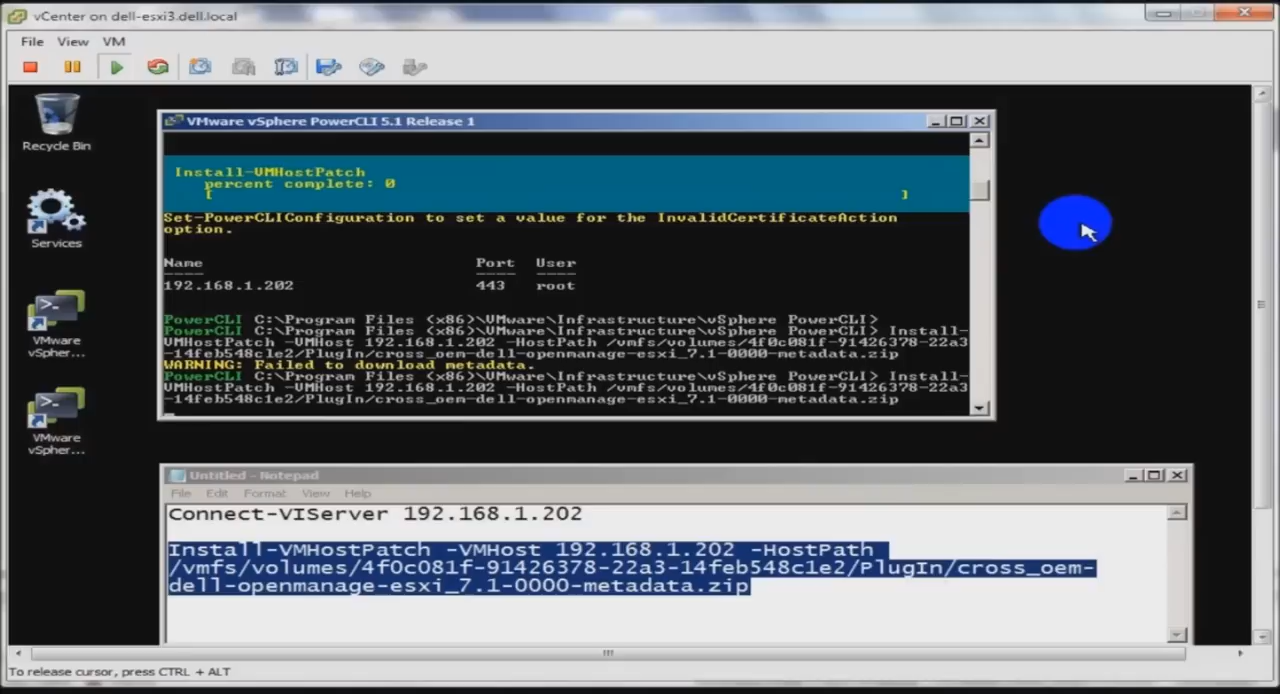 vCenter on dell-esxi3.dell.local
File View VM
Recycle Bin
Services
VMware
vSpher...
VMware
vSpher...
VMware vSphere PowerCLI 5.1 Release 1
Install-VMHostPatch
percent complete: 0
[ ]
Set-PowerCLIConfiguration to set a value for the InvalidCertificateAction
option.
Name Port User
---- ---- ----
192.168.1.202 443 root
PowerCLI C:\Program Files (x86)\VMware\Infrastructure\vSphere PowerCLI>
PowerCLI C:\Program Files (x86)\VMware\Infrastructure\vSphere PowerCLI> Install-
VMHostPatch -VMHost 192.168.1.202 -HostPath /vmfs/volumes/4f0c081f-91426378-22a3
-14feb548c1e2/PlugIn/cross_oem-dell-openmanage-esxi_7.1-0000-metadata.zip
WARNING: Failed to download metadata.
PowerCLI C:\Program Files (x86)\VMware\Infrastructure\vSphere PowerCLI> Install-
VMHostPatch -VMHost 192.168.1.202 -HostPath /vmfs/volumes/4f0c081f-91426378-22a3
-14feb548c1e2/PlugIn/cross_oem-dell-openmanage-esxi_7.1-0000-metadata.zip
Untitled - Notepad
File Edit Format View Help
Connect-VIServer 192.168.1.202
Install-VMHostPatch -VMHost 192.168.1.202 -HostPath
/vmfs/volumes/4f0c081f-91426378-22a3-14feb548c1e2/PlugIn/cross_oem-
dell-openmanage-esxi_7.1-0000-metadata.zip
To release cursor, press CTRL + ALT